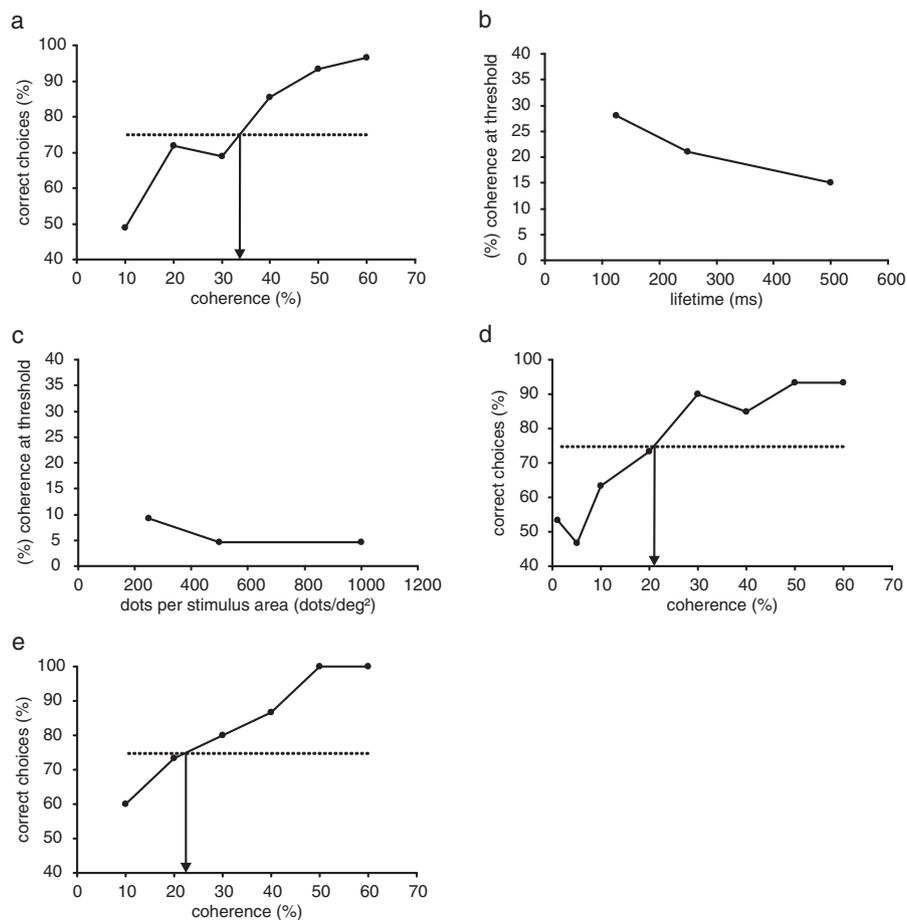 a
correct choices (%)
100
90
80
70
60
50
40
0 10 20 30 40 50 60 70
coherence (%)
b
(%) coherence at threshold
40
35
30
25
20
15
10
5
0
0 100 200 300 400 500 600
lifetime (ms)
c
(%) coherence at threshold
40
35
30
25
20
15
10
5
0
0 200 400 600 800 1000 1200
dots per stimulus area (dots/deg²)
d
correct choices (%)
100
90
80
70
60
50
40
0 10 20 30 40 50 60 70
coherence (%)
e
correct choices (%)
100
90
80
70
60
50
40
0 10 20 30 40 50 60 70
coherence (%)